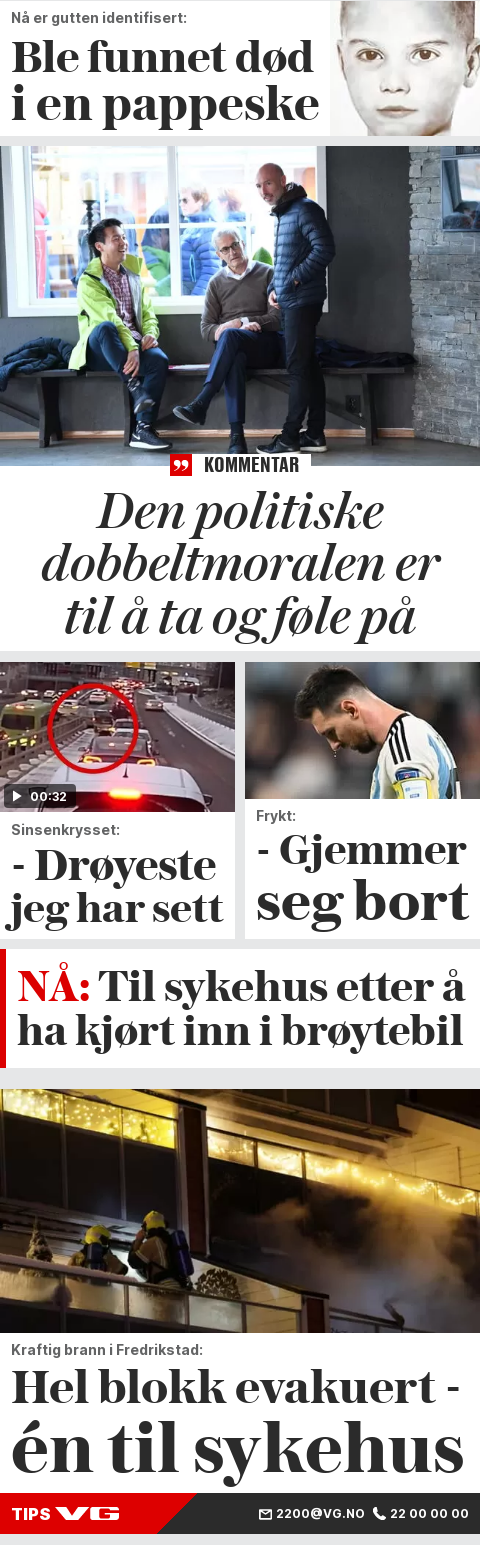 Nå er gutten identifisert:
Ble funnet død
i en pappeske
KOMMENTAR
Den politiske
dobbeltmoralen er
til å ta og føle på
00:32
Sinsenkrysset:
- Drøyeste
jeg har sett
Frykt:
- Gjemmer
seg bort
NÅ: Til sykehus etter å
ha kjørt inn i brøytebil
Kraftig brann i Fredrikstad:
Hel blokk evakuert -
én til sykehus
TIPS VG 2200@VG.NO 22 00 00 00